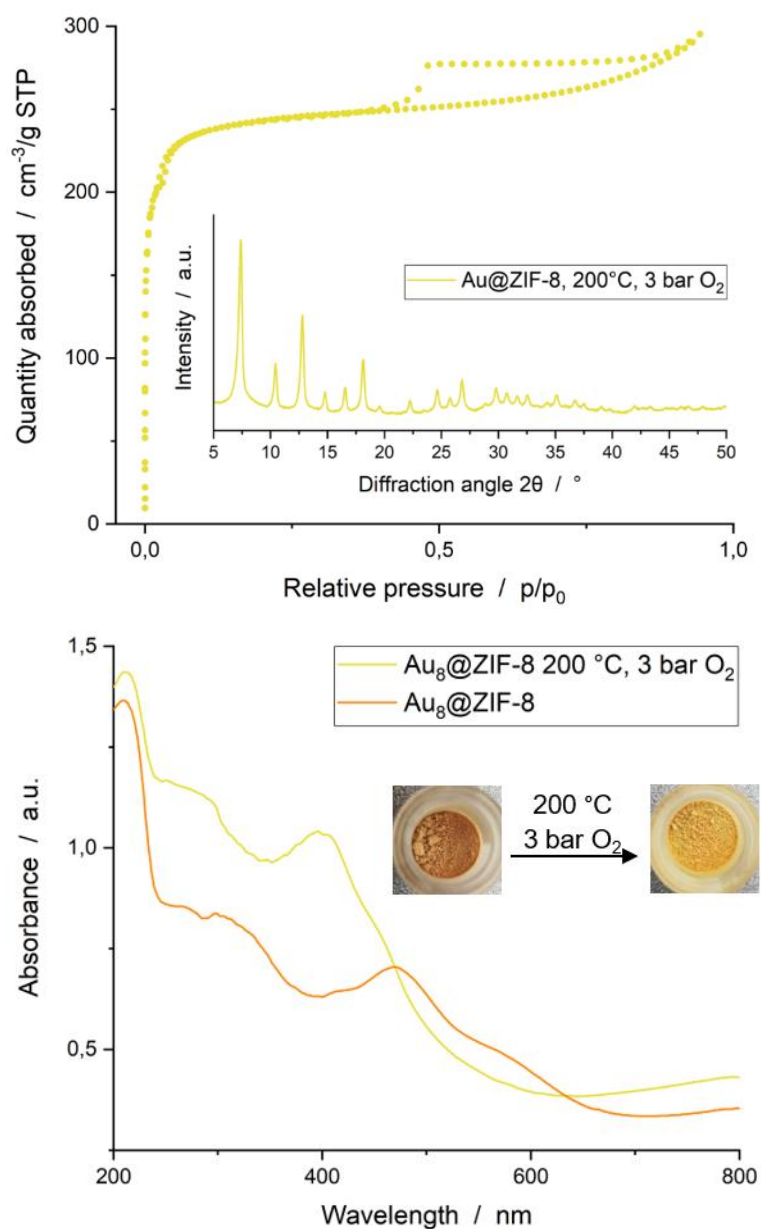 300
200
100
0
Quantity absorbed / cm⁻³/g STP
0,0
0,5
1,0
Relative pressure / p/p₀
Intensity / a.u.
Au@ZIF-8, 200°C, 3 bar O₂
5 10 15 20 25 30 35 40 45 50
Diffraction angle 2θ / °
1,5
1,0
0,5
Absorbance / a.u.
Au₈@ZIF-8 200 °C, 3 bar O₂
Au₈@ZIF-8
200 °C
3 bar O₂
200 400 600 800
Wavelength / nm